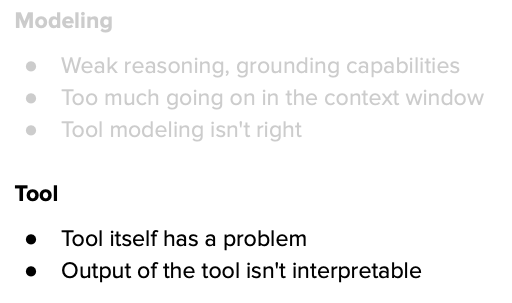 Modeling
● Weak reasoning, grounding capabilities
● Too much going on in the context window
● Tool modeling isn't right
Tool
● Tool itself has a problem
● Output of the tool isn't interpretable